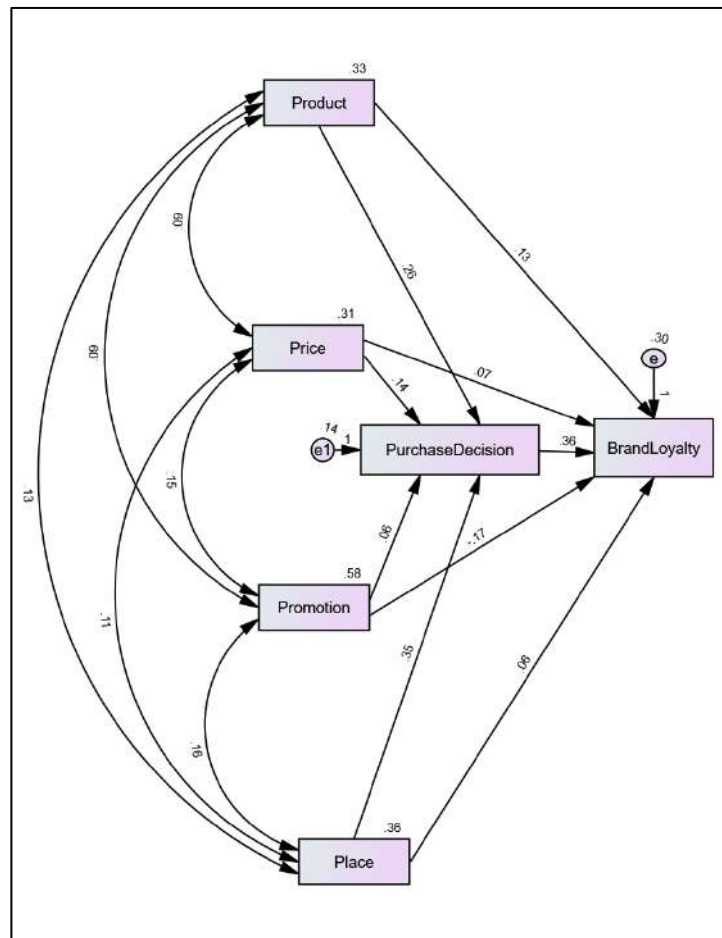 .33
Product
.09
.13
.26
.31
Price
.30
e
.07
1
.14
.09
.14
e1
1
PurchaseDecision
.36
BrandLoyalty
.13
.15
.06
-.17
.58
Promotion
.11
.35
.06
.16
.36
Place